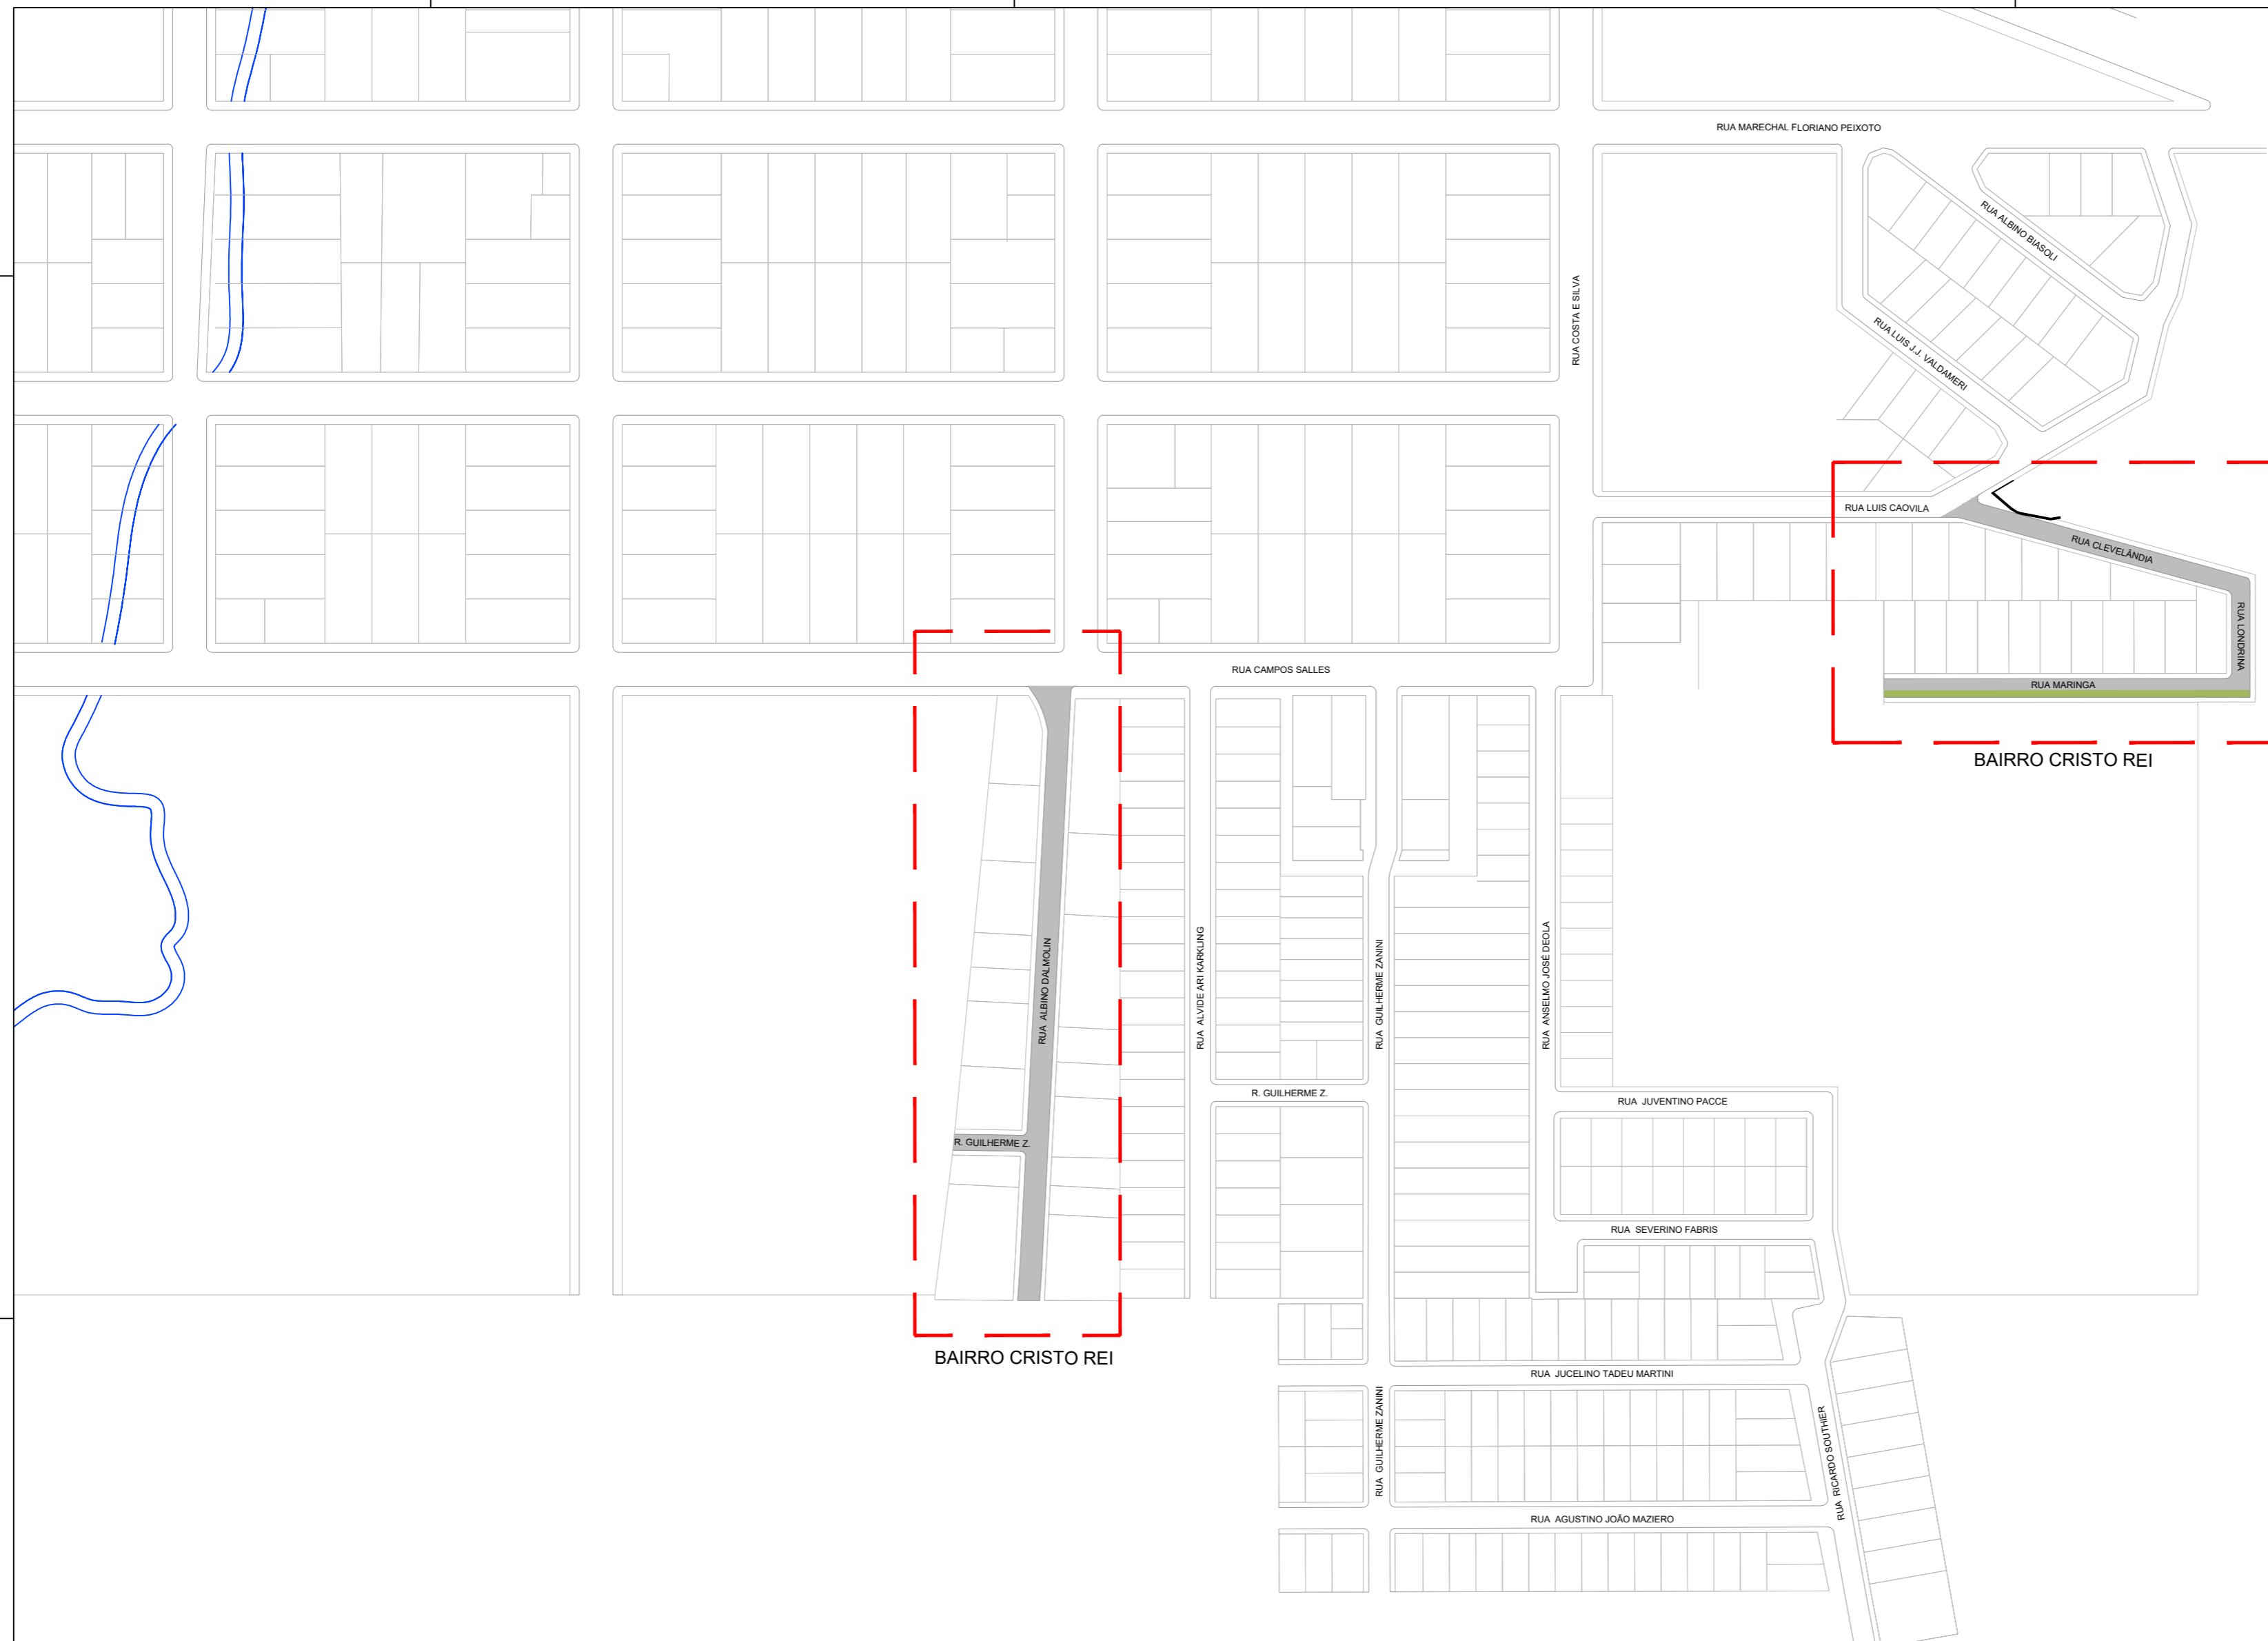 RUA MARECHAL FLORIANO PEIXOTO
RUA ALBINO BIASOLI
RUA COSTA E SILVA
RUA LUIS J.J. VALDAMERI
RUA LUIS CAOVILA
RUA CLEVELÂNDIA
RUA LONDRINA
RUA CAMPOS SALLES
RUA MARINGA
BAIRRO CRISTO REI
RUA ALBINO DALMOLIN
RUA ALVIDE ARI KARKLING
RUA GUILHERME ZANINI
RUA ANSELMO JOSÉ DEOLA
R. GUILHERME Z.
RUA JUVENTINO PACCE
R. GUILHERME Z.
RUA SEVERINO FABRIS
BAIRRO CRISTO REI
RUA JUCELINO TADEU MARTINI
RUA GUILHERME ZANINI
RUA RICARDO SOUTHIER
RUA AGUSTINO JOÃO MAZIERO